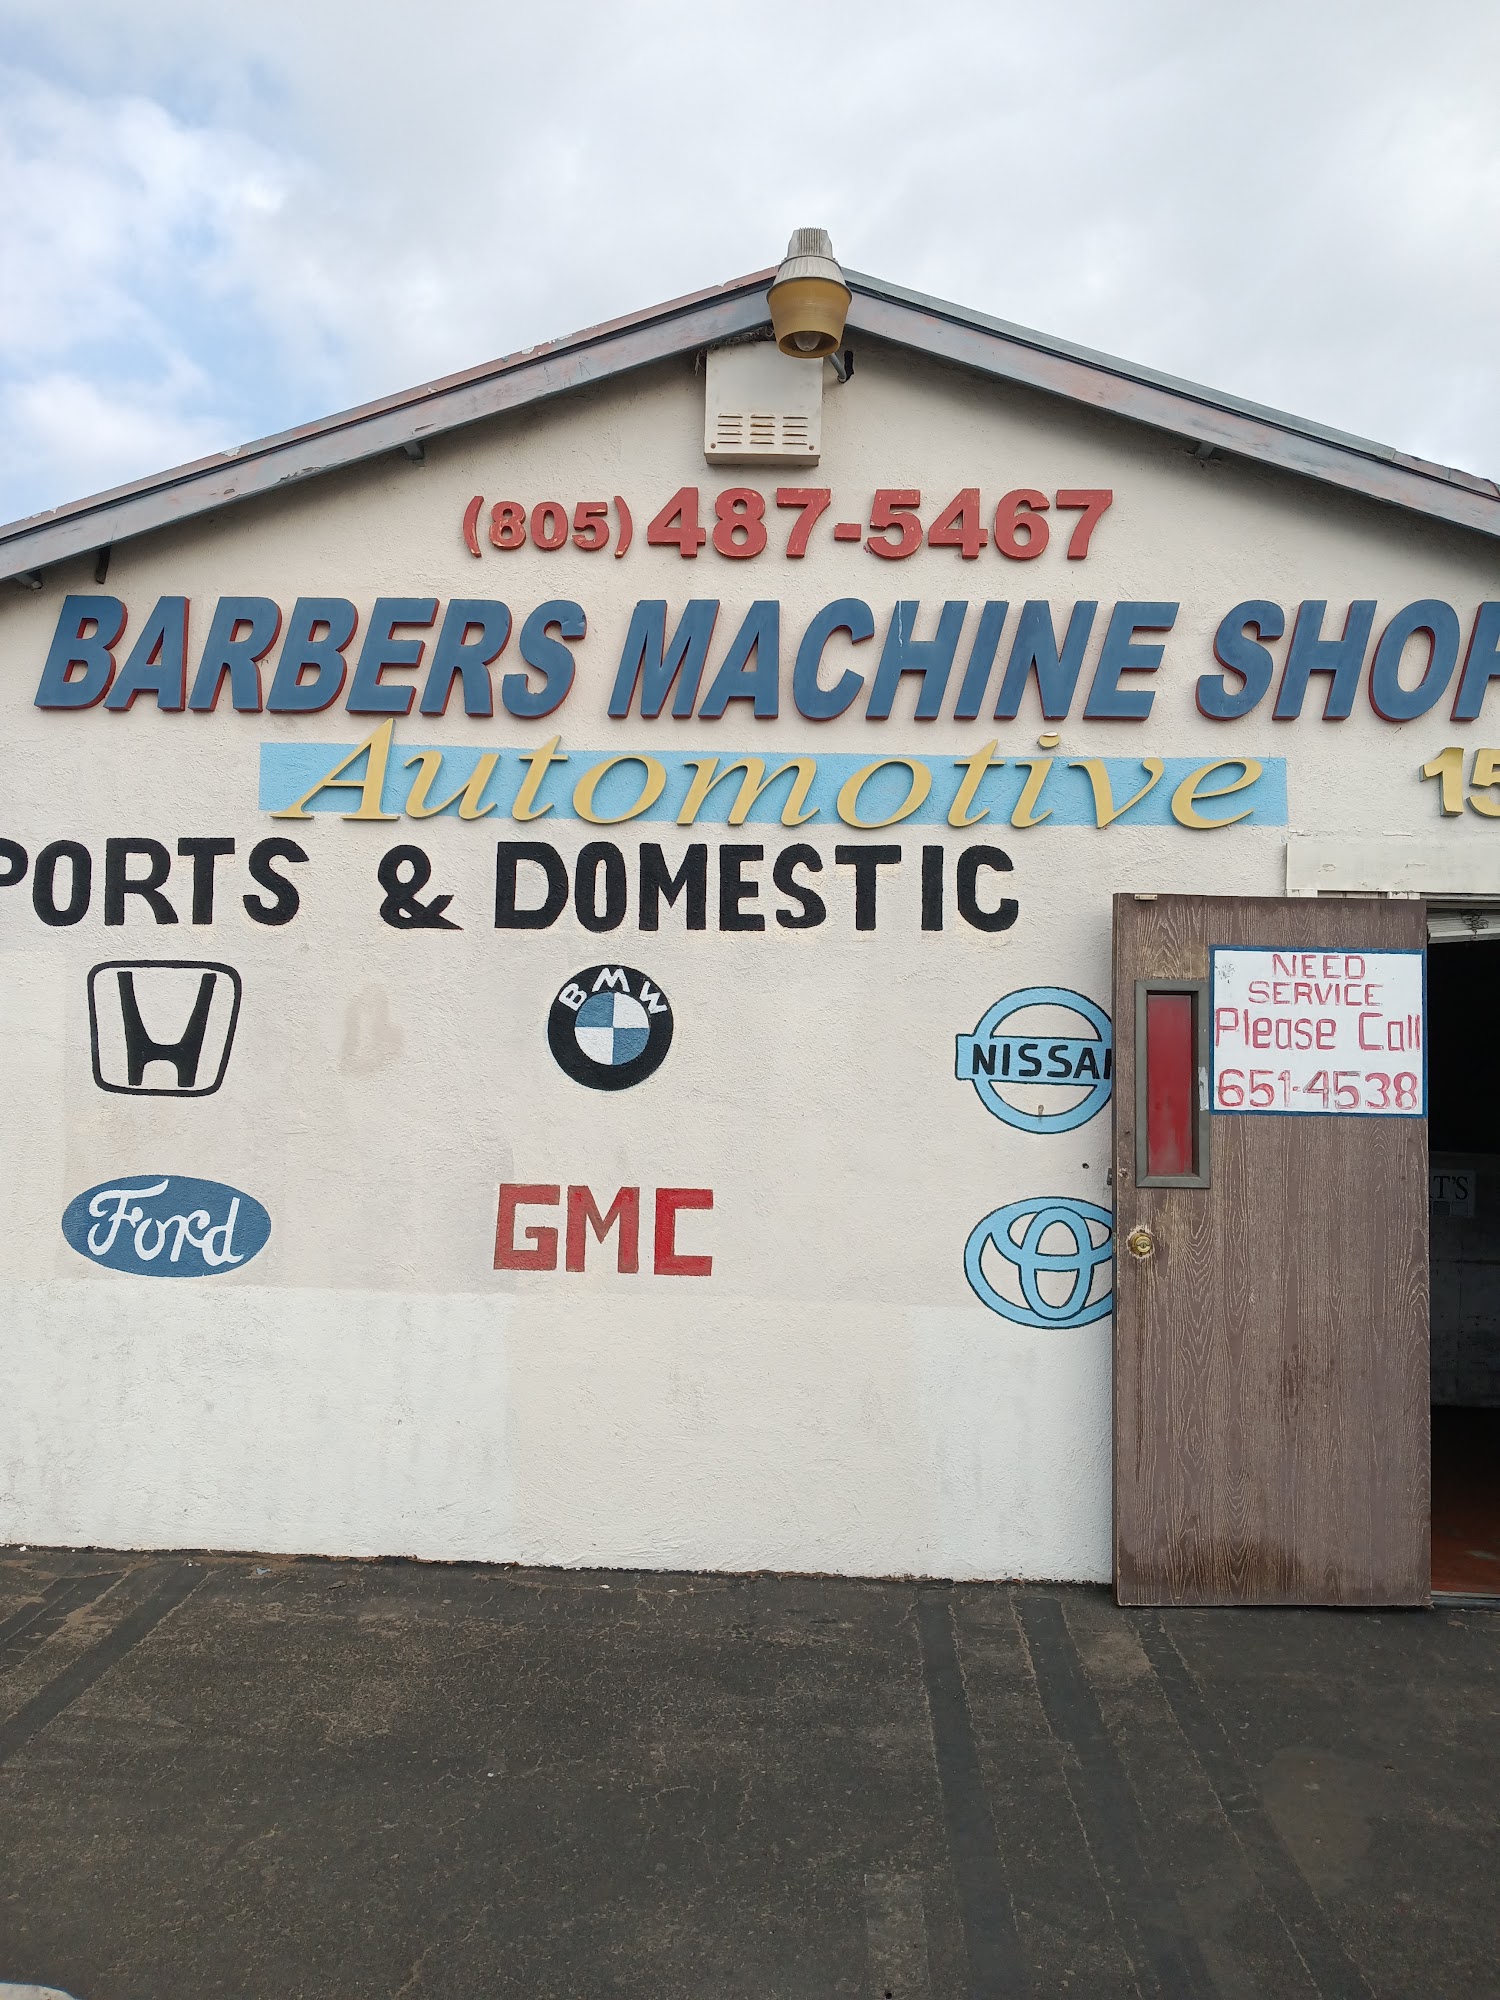 (805) 487-5467
BARBERS MACHINE SHOP
Automotive
15
PORTS & DOMESTIC
BMW
NISSAN
Ford
GMC
NEED
SERVICE
Please Call
651-4538
T'S